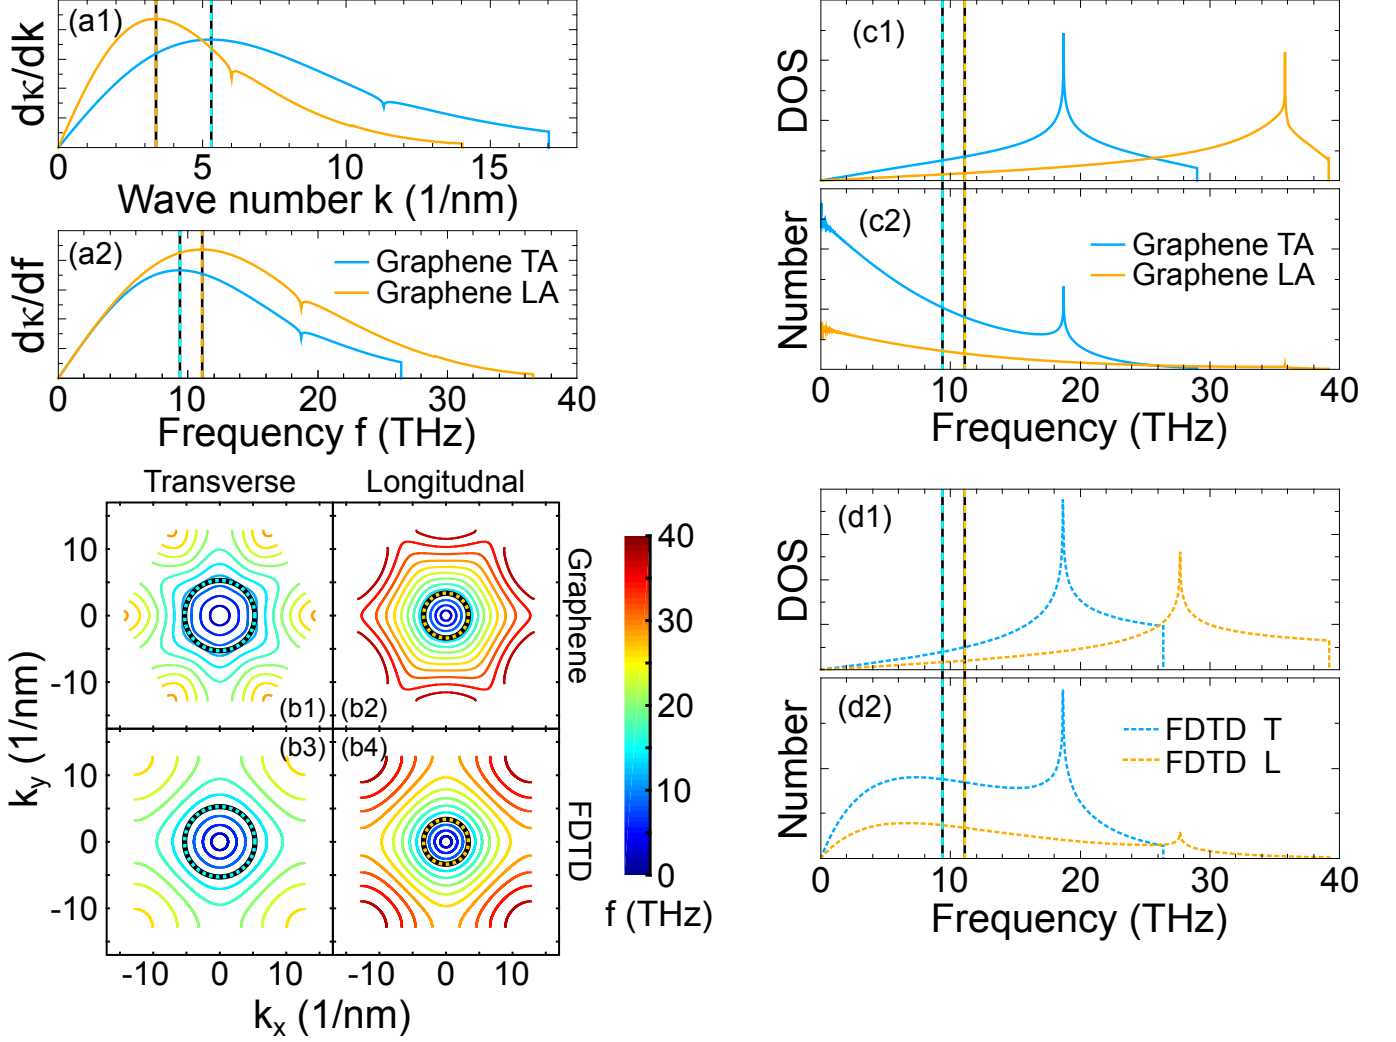 (a1)
dκ/dk
0 5 10 15
Wave number k (1/nm)
(a2)
dκ/df
Graphene TA
Graphene LA
0 10 20 30 40
Frequency f (THz)
Transverse Longitudnal
10
0
-10
(b1) (b2)
Graphene
(b3) (b4)
10
0
-10
FDTD
k_y (1/nm)
-10 0 10 -10 0 10
k_x (1/nm)
40
30
20
10
0
f (THz)
(c1)
DOS
(c2)
Number
Graphene TA
Graphene LA
0 10 20 30 40
Frequency (THz)
(d1)
DOS
(d2)
Number
FDTD T
FDTD L
0 10 20 30 40
Frequency (THz)